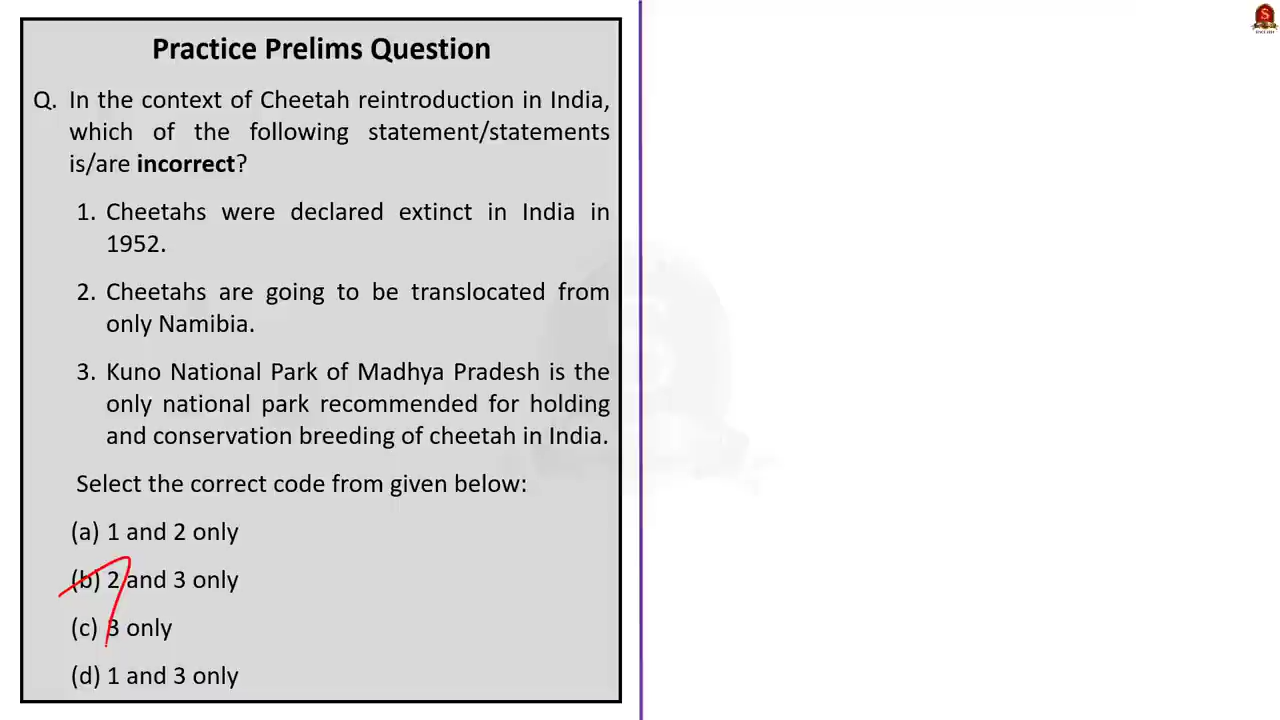 Practice Prelims Question
Q. In the context of Cheetah reintroduction in India,
which of the following statement/statements
is/are incorrect?
1. Cheetahs were declared extinct in India in
1952.
2. Cheetahs are going to be translocated from
only Namibia.
3. Kuno National Park of Madhya Pradesh is the
only national park recommended for holding
and conservation breeding of cheetah in India.
Select the correct code from given below:
(a) 1 and 2 only
(b) 2 and 3 only
(c) 3 only
(d) 1 and 3 only